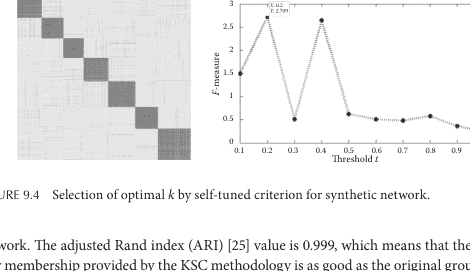 X: 0.2
Y: 2.709
3
2.5
2
1.5
1
0.5
0
F-measure
0.1 0.2 0.3 0.4 0.5 0.6 0.7 0.8 0.9
Threshold t
URE 9.4 Selection of optimal k by self-tuned criterion for synthetic network.
work. The adjusted Rand index (ARI) [25] value is 0.999, which means that the
membership provided by the KSC methodology is as good as the original grou